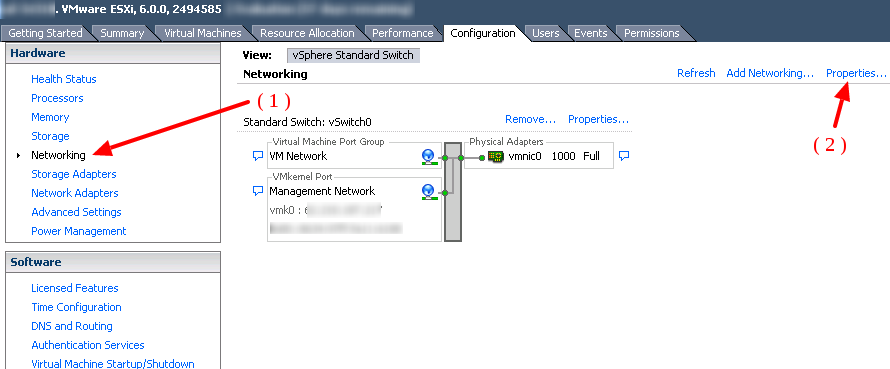 . VMware ESXi, 6.0.0, 2494585
Getting Started Summary Virtual Machines Resource Allocation Performance Configuration Users Events Permissions
Hardware
Health Status
Processors
Memory
Storage
Networking
Storage Adapters
Network Adapters
Advanced Settings
Power Management
Software
Licensed Features
Time Configuration
DNS and Routing
Authentication Services
Virtual Machine Startup/Shutdown
( 1 )
View: vSphere Standard Switch
Networking
Refresh Add Networking... Properties...
( 2 )
Standard Switch: vSwitch0 Remove... Properties...
Virtual Machine Port Group
VM Network
VMkernel Port
Management Network
vmk0 :
Physical Adapters
vmnic0 1000 Full